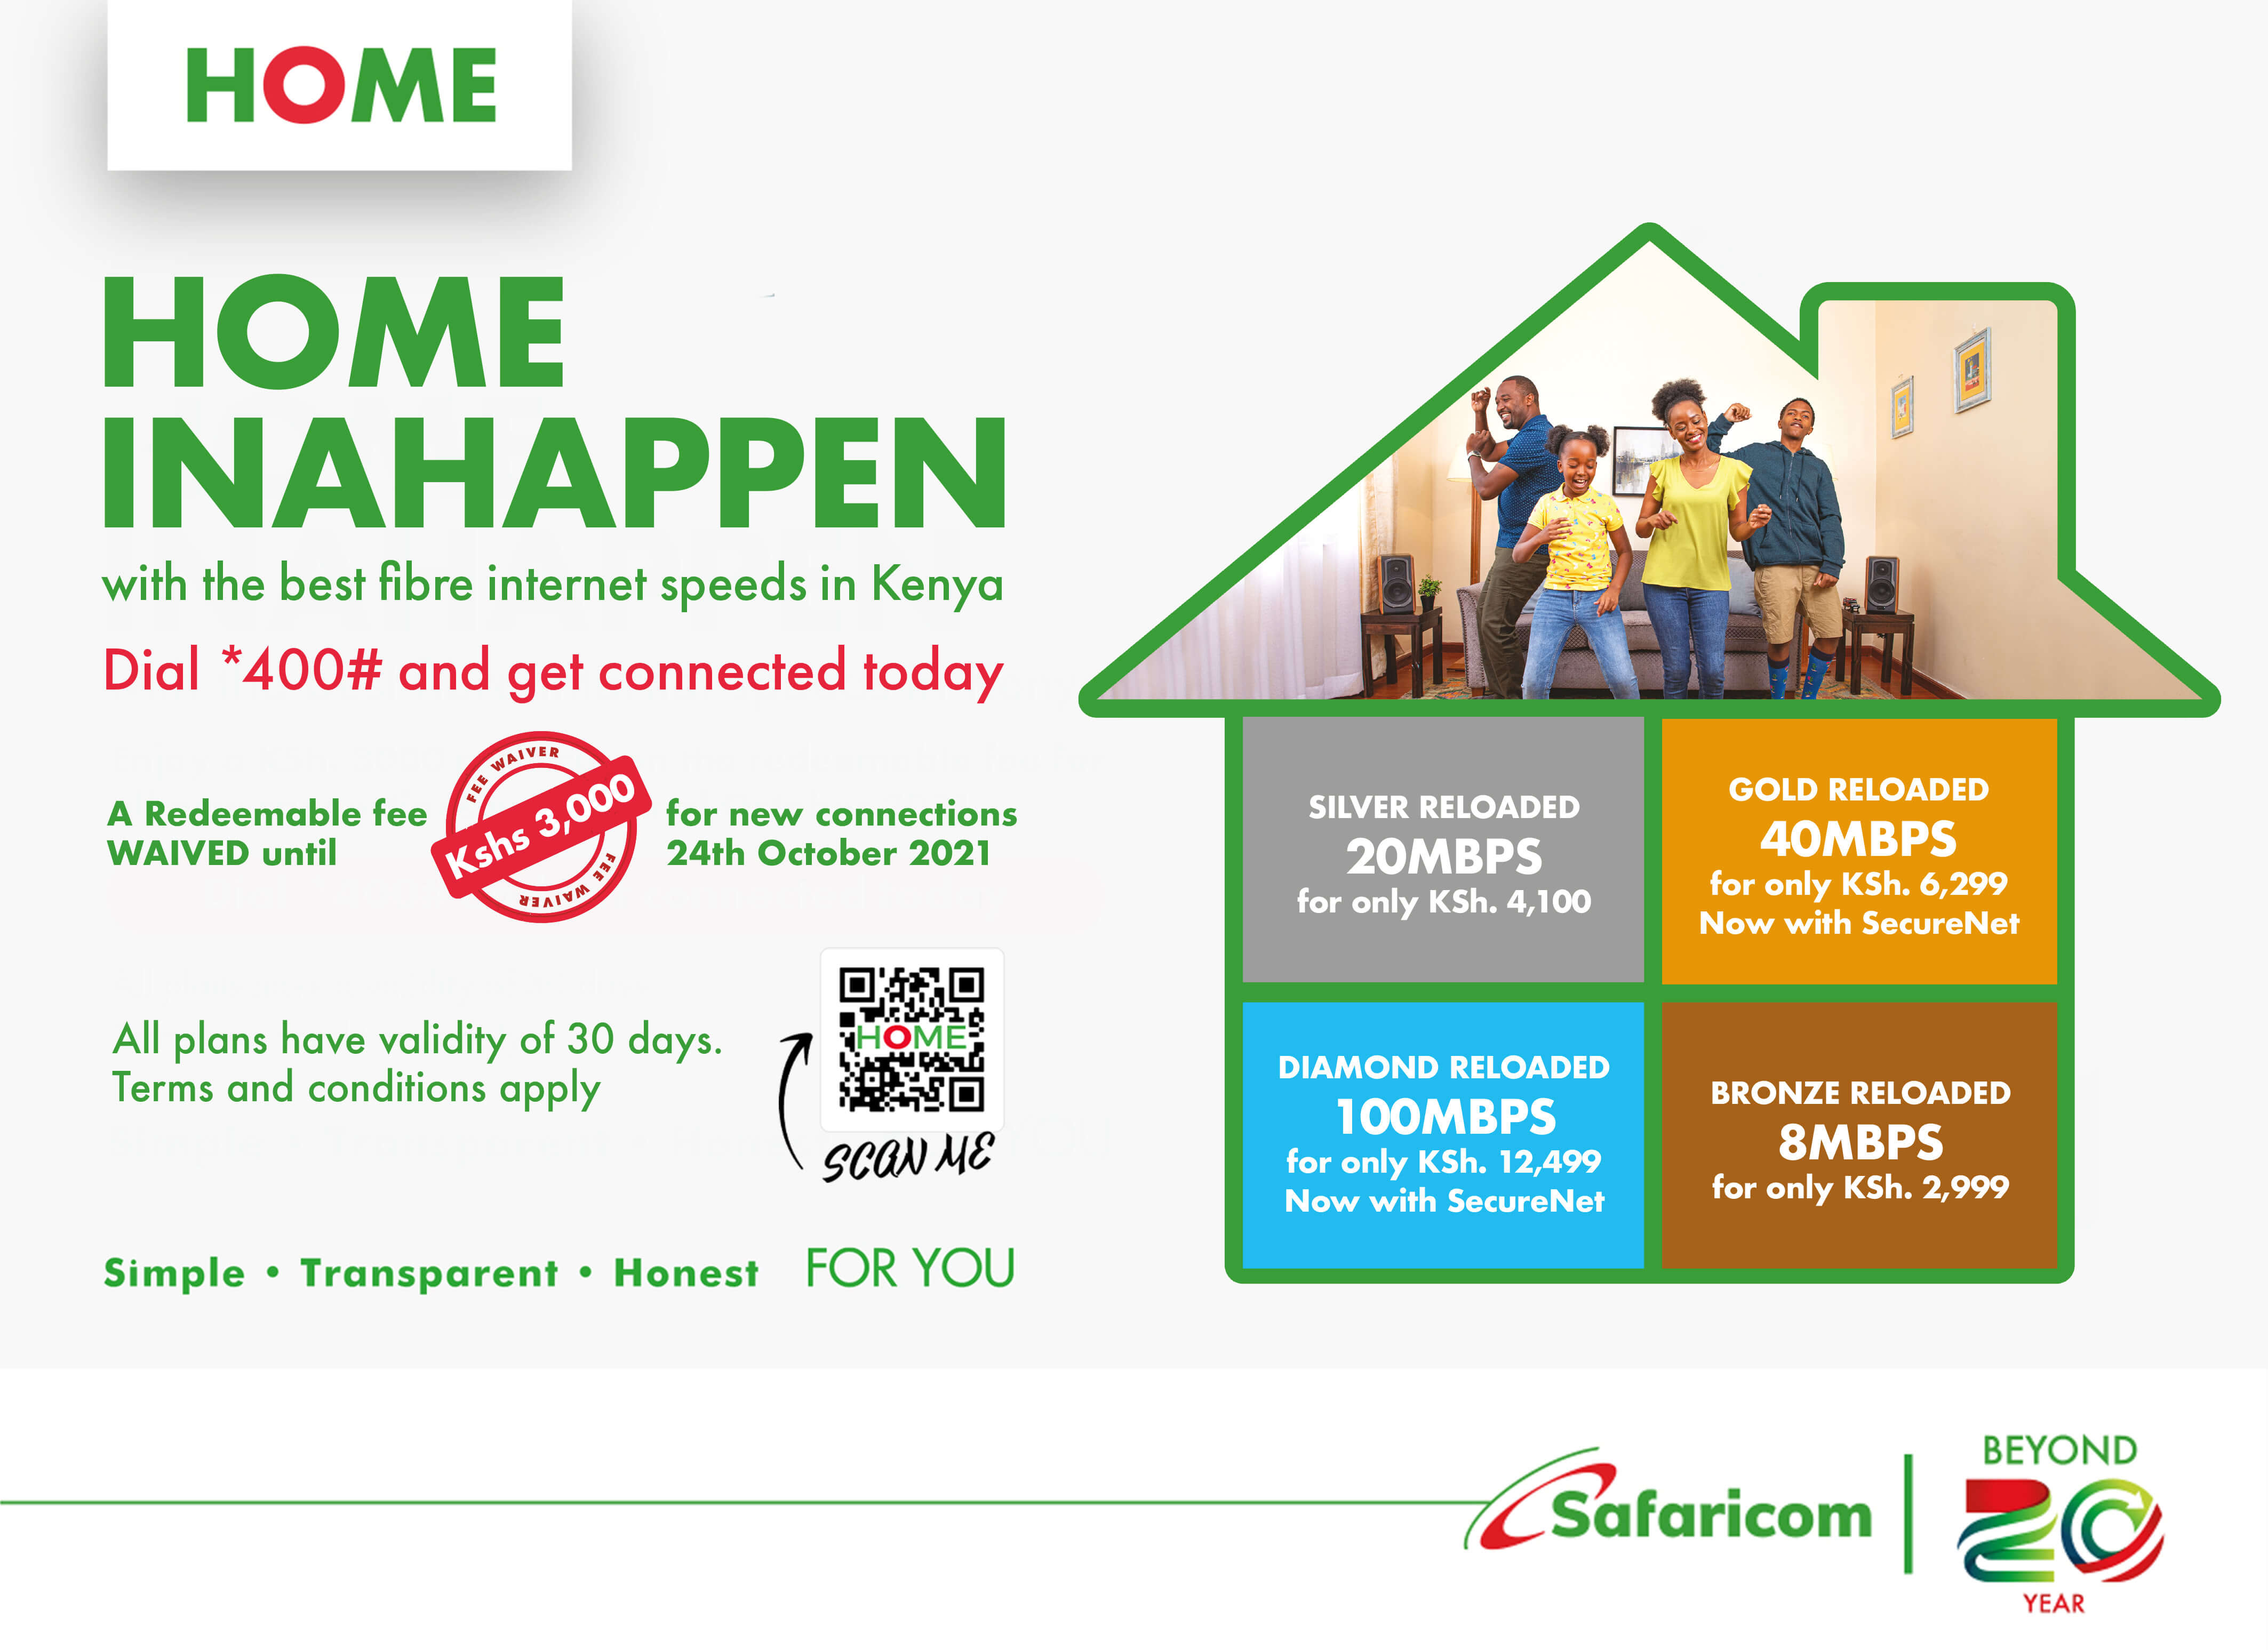 HOME
HOME
INAHAPPEN
with the best fibre internet speeds in Kenya
Dial *400# and get connected today
A Redeemable fee
WAIVED until
FEE WAIVER
Kshs 3,000
FEE WAIVER
for new connections
24th October 2021
All plans have validity of 30 days.
Terms and conditions apply
HOME
SCAN ME
Simple • Transparent • Honest FOR YOU
SILVER RELOADED
20MBPS
for only KSh. 4,100
GOLD RELOADED
40MBPS
for only KSh. 6,299
Now with SecureNet
DIAMOND RELOADED
100MBPS
for only KSh. 12,499
Now with SecureNet
BRONZE RELOADED
8MBPS
for only KSh. 2,999
Safaricom
BEYOND
20
YEAR